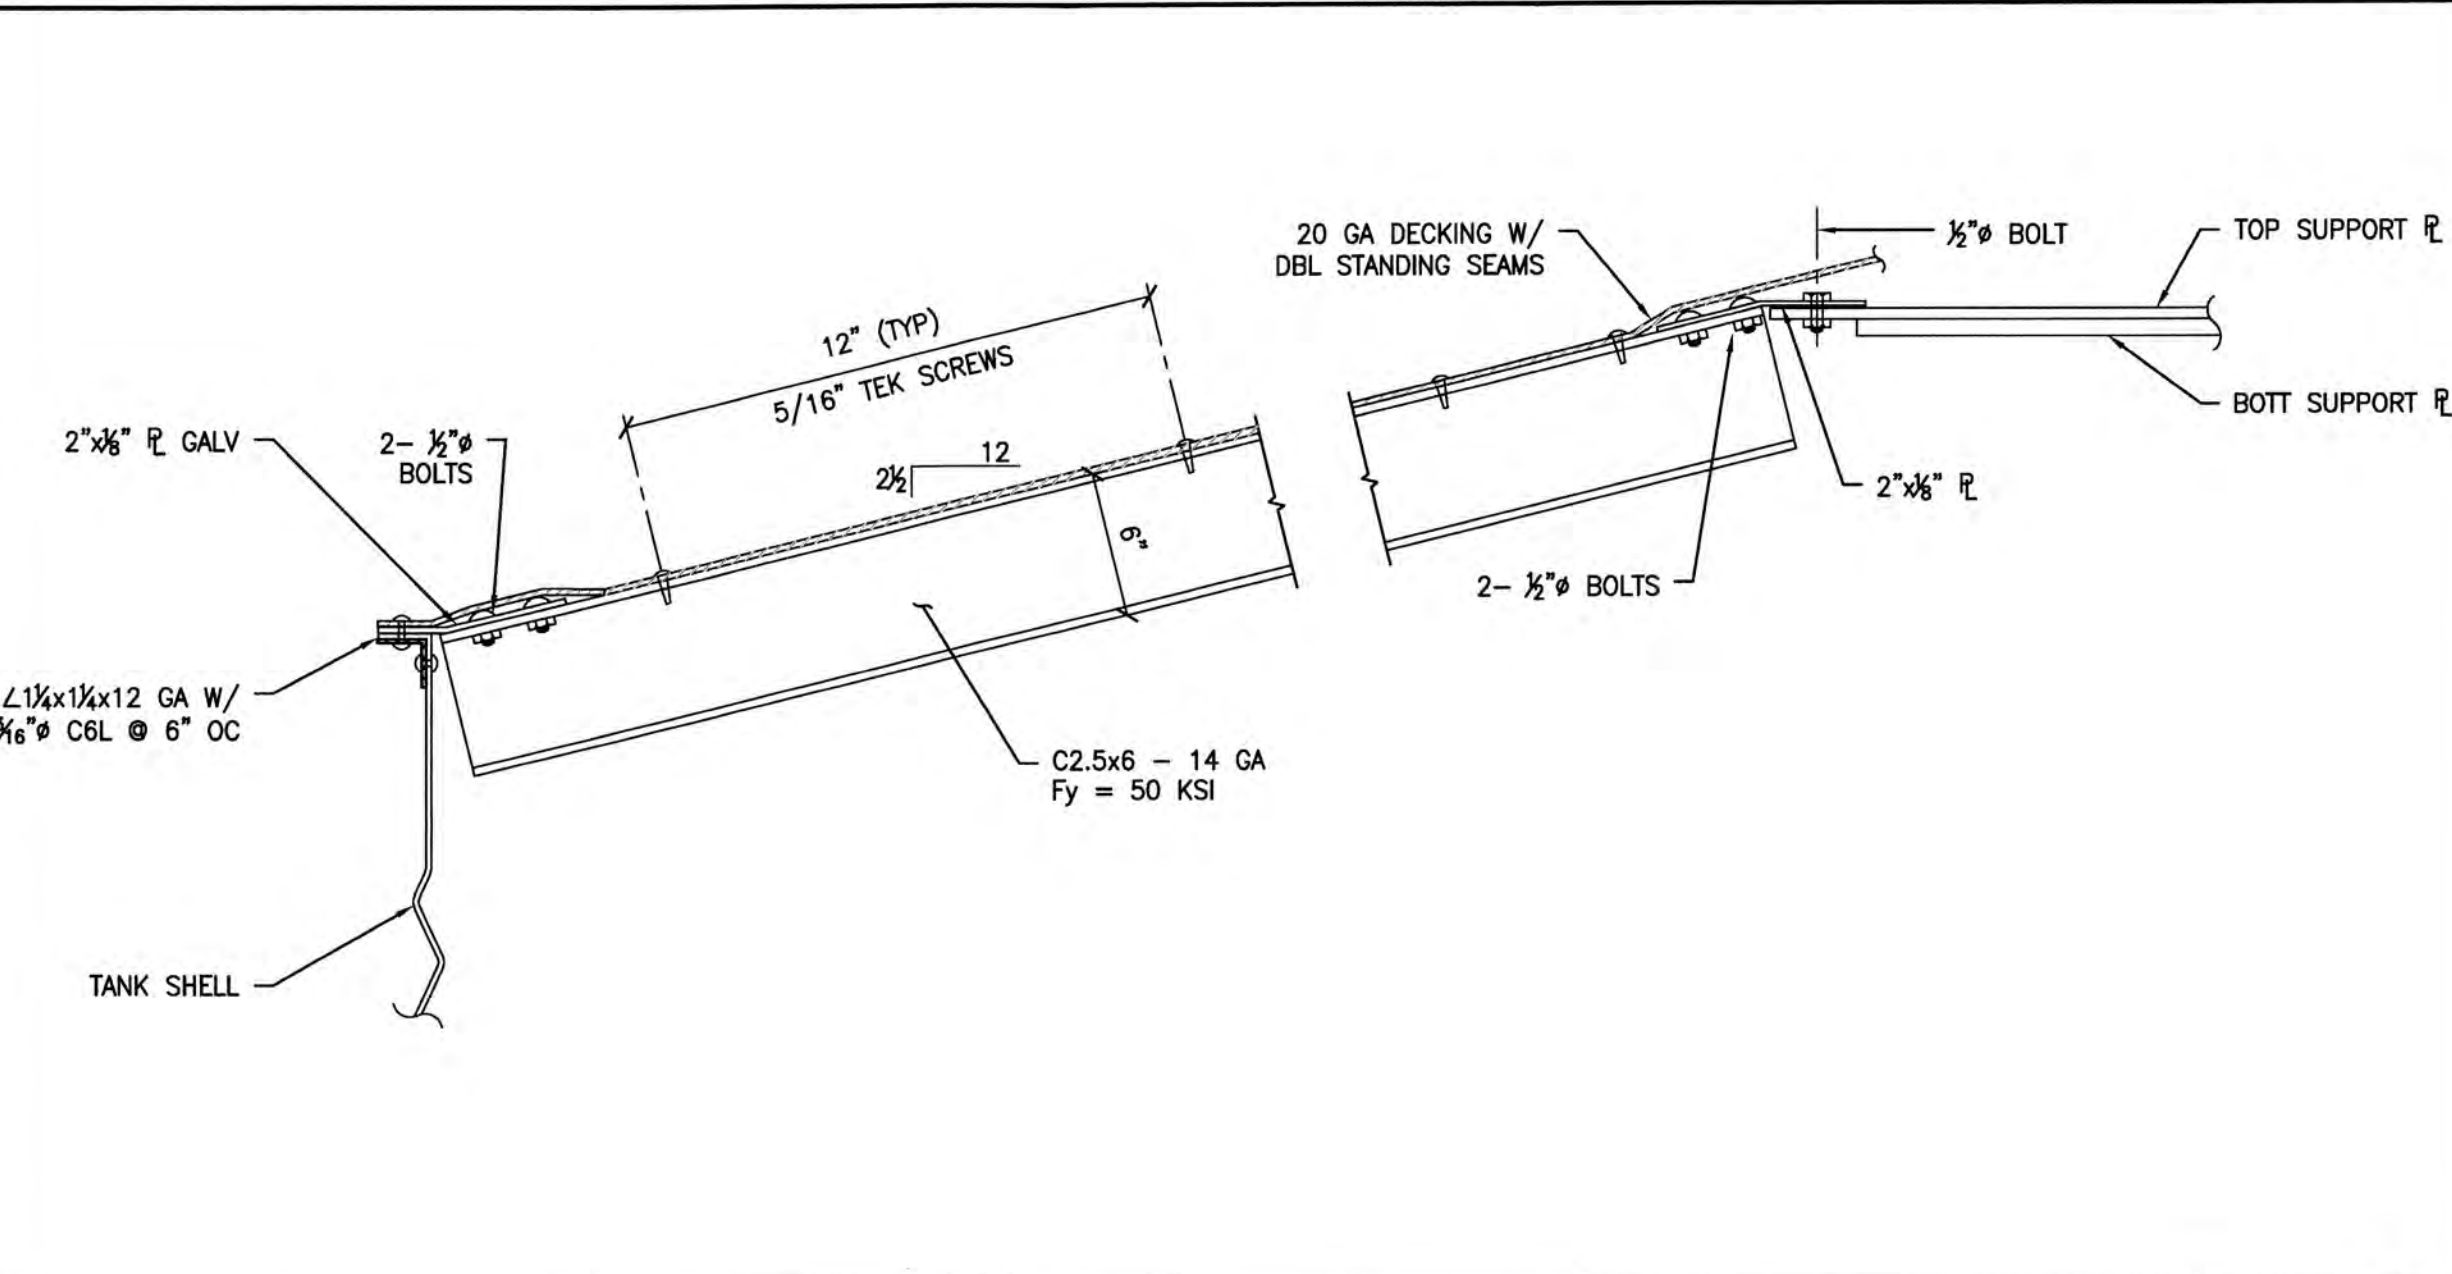 20 GA DECKING W/
DBL STANDING SEAMS
½"ø BOLT
TOP SUPPORT ℄
12" (TYP)
5/16" TEK SCREWS
2"x⅛" ℄ GALV
2- ½"ø
BOLTS
12
2½
6"
BOTT SUPPORT ℄
2"x⅛" ℄
2- ½"ø BOLTS
∠1¼x1¼x12 GA W/
C6L @ 6" OC
C2.5x6 - 14 GA
Fy = 50 KSI
TANK SHELL